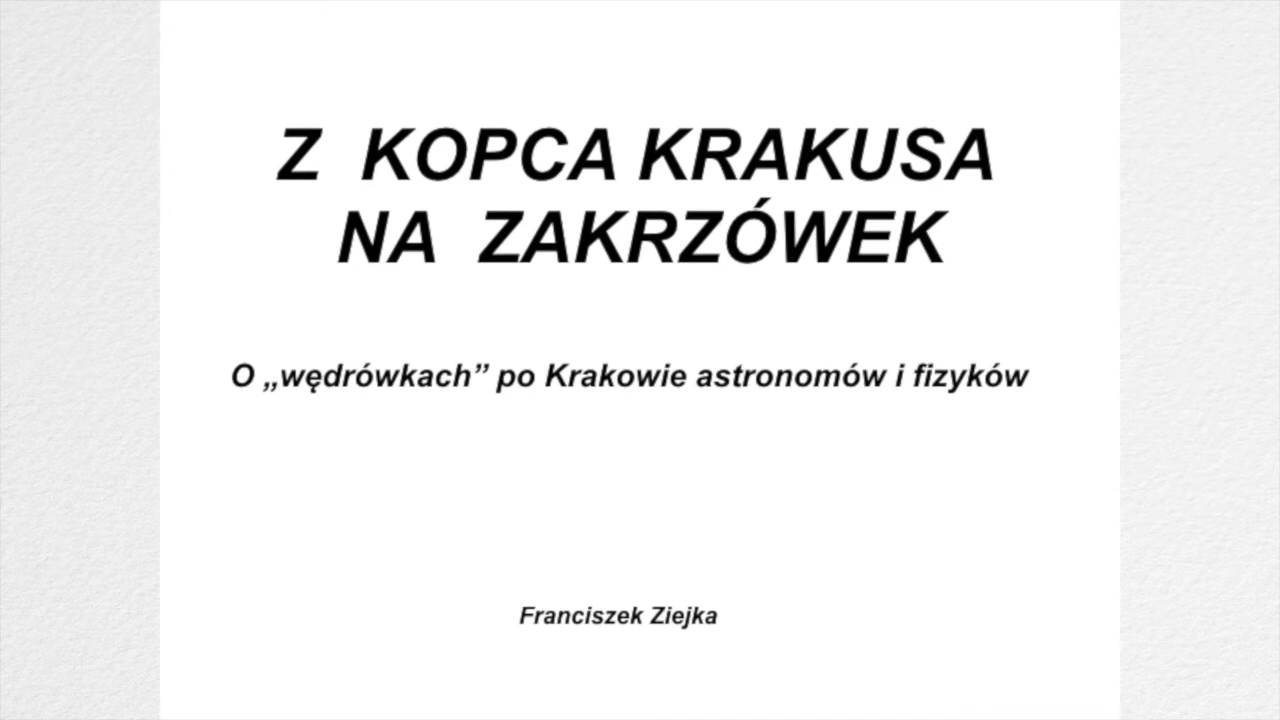 Z KOPCA KRAKUSA
NA ZAKRZÓWEK
O „wędrówkach” po Krakowie astronomów i fizyków
Franciszek Ziejka